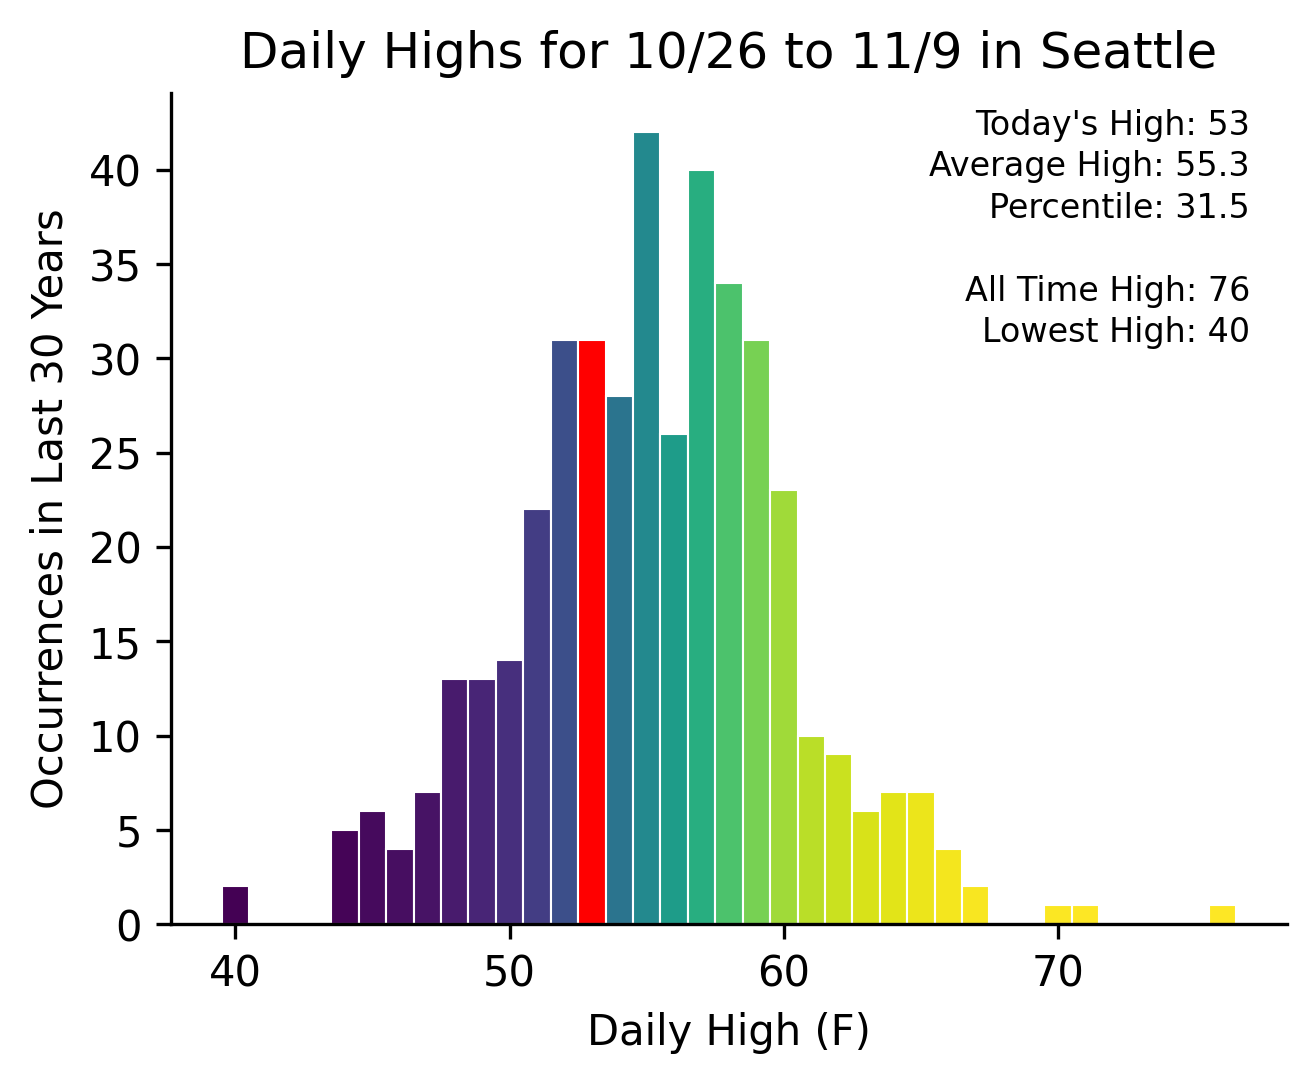 Daily Highs for 10/26 to 11/9 in Seattle
Today's High: 53
Average High: 55.3
Percentile: 31.5
All Time High: 76
Lowest High: 40
Occurrences in Last 30 Years
40
35
30
25
20
15
10
5
0
40 50 60 70
Daily High (F)